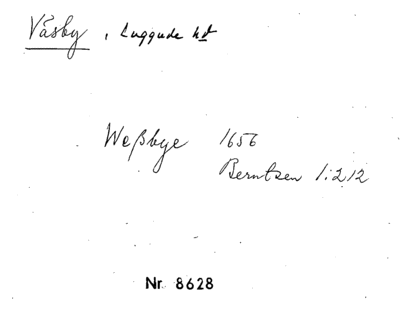 Väsby, Luggude hd
Weßbye 1656
Berntsen 1:212
Nr 8628